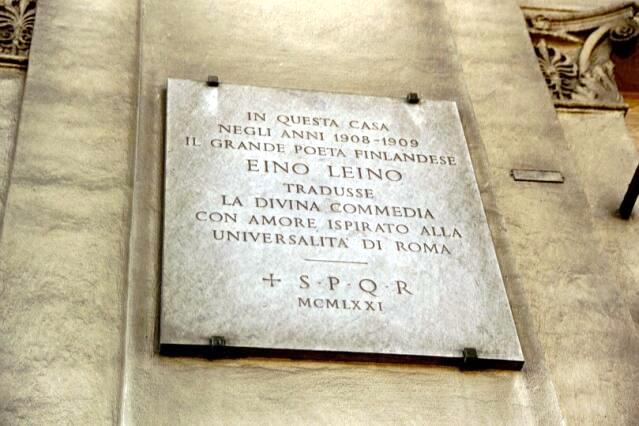 IN QUESTA CASA
NEGLI ANNI 1908-1909
IL GRANDE POETA FINLANDESE
EINO LEINO
TRADUSSE
LA DIVINA COMMEDIA
CON AMORE ISPIRATO ALLA
UNIVERSALITA' DI ROMA
+ S·P·Q·R
MCMLXXI